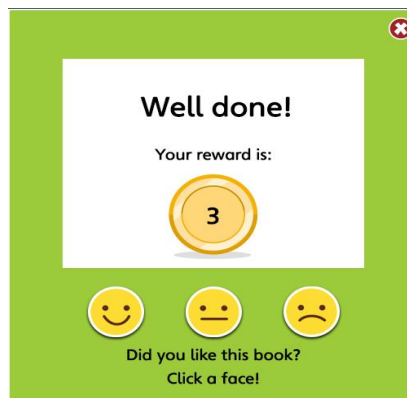 Well done!
Your reward is:
3
Did you like this book?
Click a face!